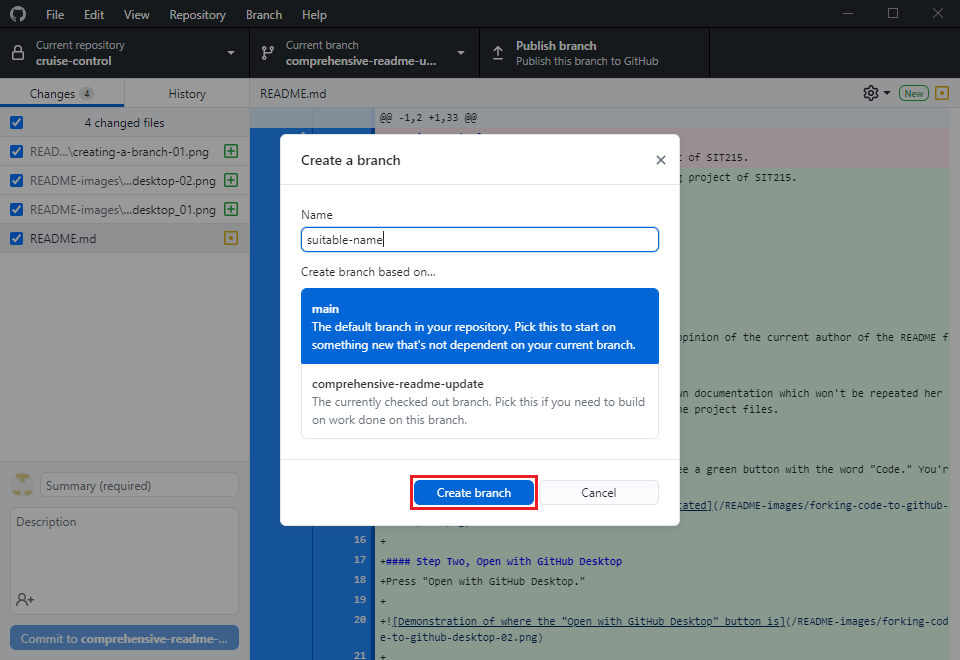 File Edit View Repository Branch Help
Current repository
cruise-control
Current branch
comprehensive-readme-u...
Publish branch
Publish this branch to GitHub
Changes 4 History
4 changed files
READ...\creating-a-branch-01.png
README-images\...desktop-02.png
README-images\...desktop_01.png
README.md
Summary (required)
Description
Commit to comprehensive-readme-...
README.md
New
@@ -1,2 +1,33 @@
of SIT215.
project of SIT215.
opinion of the current author of the README f
documentation which won't be repeated her
project files.
ee a green button with the word "Code." You'r
cated](/README-images/forking-code-to-github-
16 +
17 +#### Step Two, Open with GitHub Desktop
18 +Press "Open with GitHub Desktop."
19 +
20 +![Demonstration of where the "Open with GitHub Desktop" button is](/README-images/forking-cod
e-to-github-desktop-02.png)
21 +
Create a branch
Name
suitable-name
Create branch based on...
main
The default branch in your repository. Pick this to start on
something new that's not dependent on your current branch.
comprehensive-readme-update
The currently checked out branch. Pick this if you need to build
on work done on this branch.
Create branch
Cancel